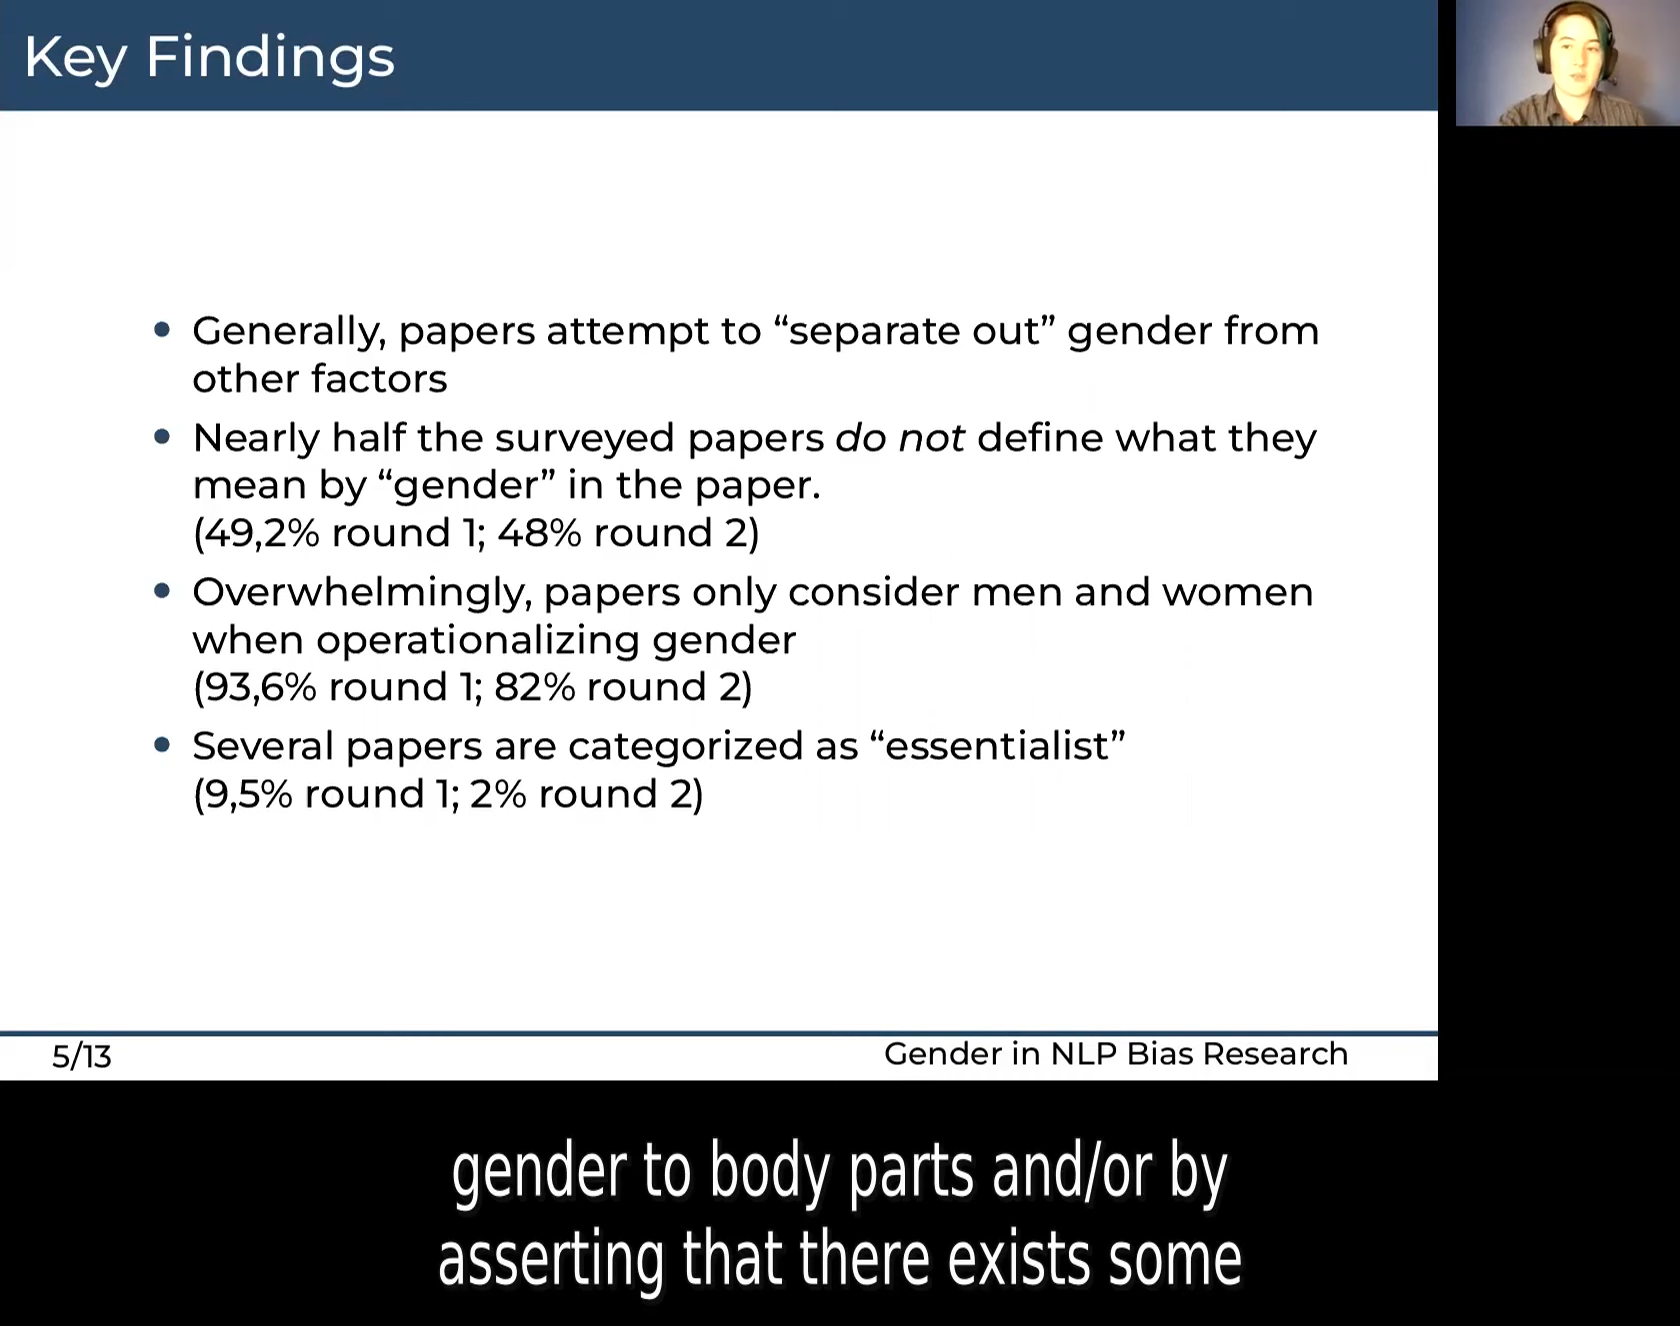 Key Findings
• Generally, papers attempt to “separate out” gender from
other factors
• Nearly half the surveyed papers do not define what they
mean by “gender” in the paper.
(49,2% round 1; 48% round 2)
• Overwhelmingly, papers only consider men and women
when operationalizing gender
(93,6% round 1; 82% round 2)
• Several papers are categorized as “essentialist”
(9,5% round 1; 2% round 2)
5/13
Gender in NLP Bias Research
gender to body parts and/or by
asserting that there exists some